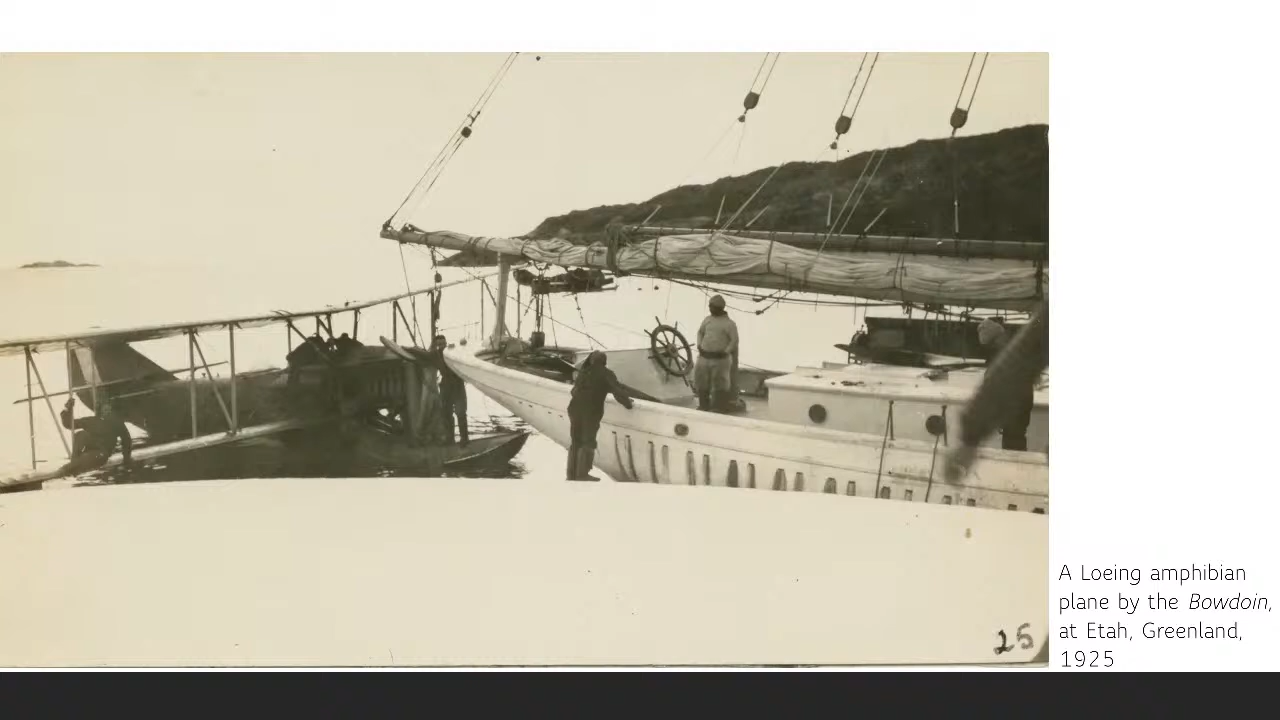 25
A Loeing amphibian
plane by the Bowdoin,
at Etah, Greenland,
1925